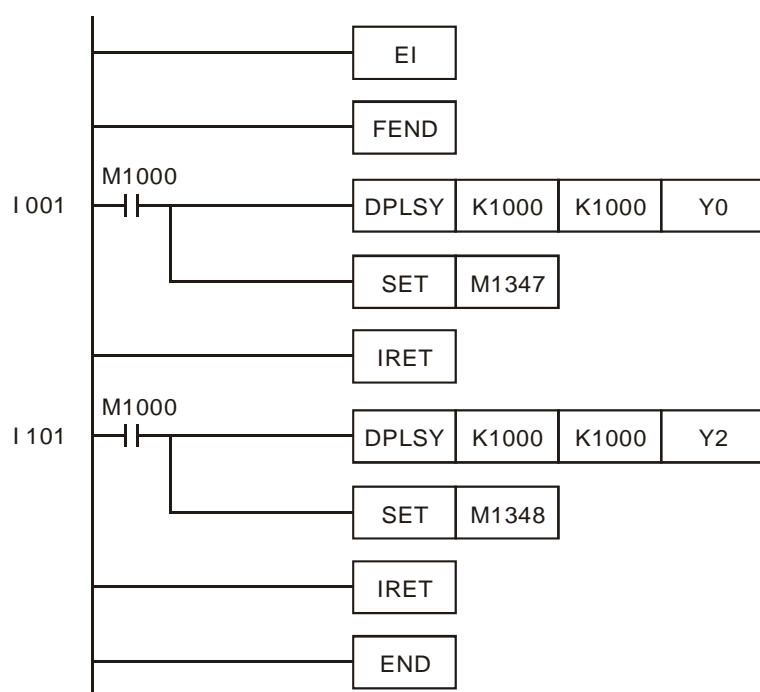 EI
FEND
M1000
I 001 DPLSY K1000 K1000 Y0
SET M1347
IRET
M1000
I 101 DPLSY K1000 K1000 Y2
SET M1348
IRET
END